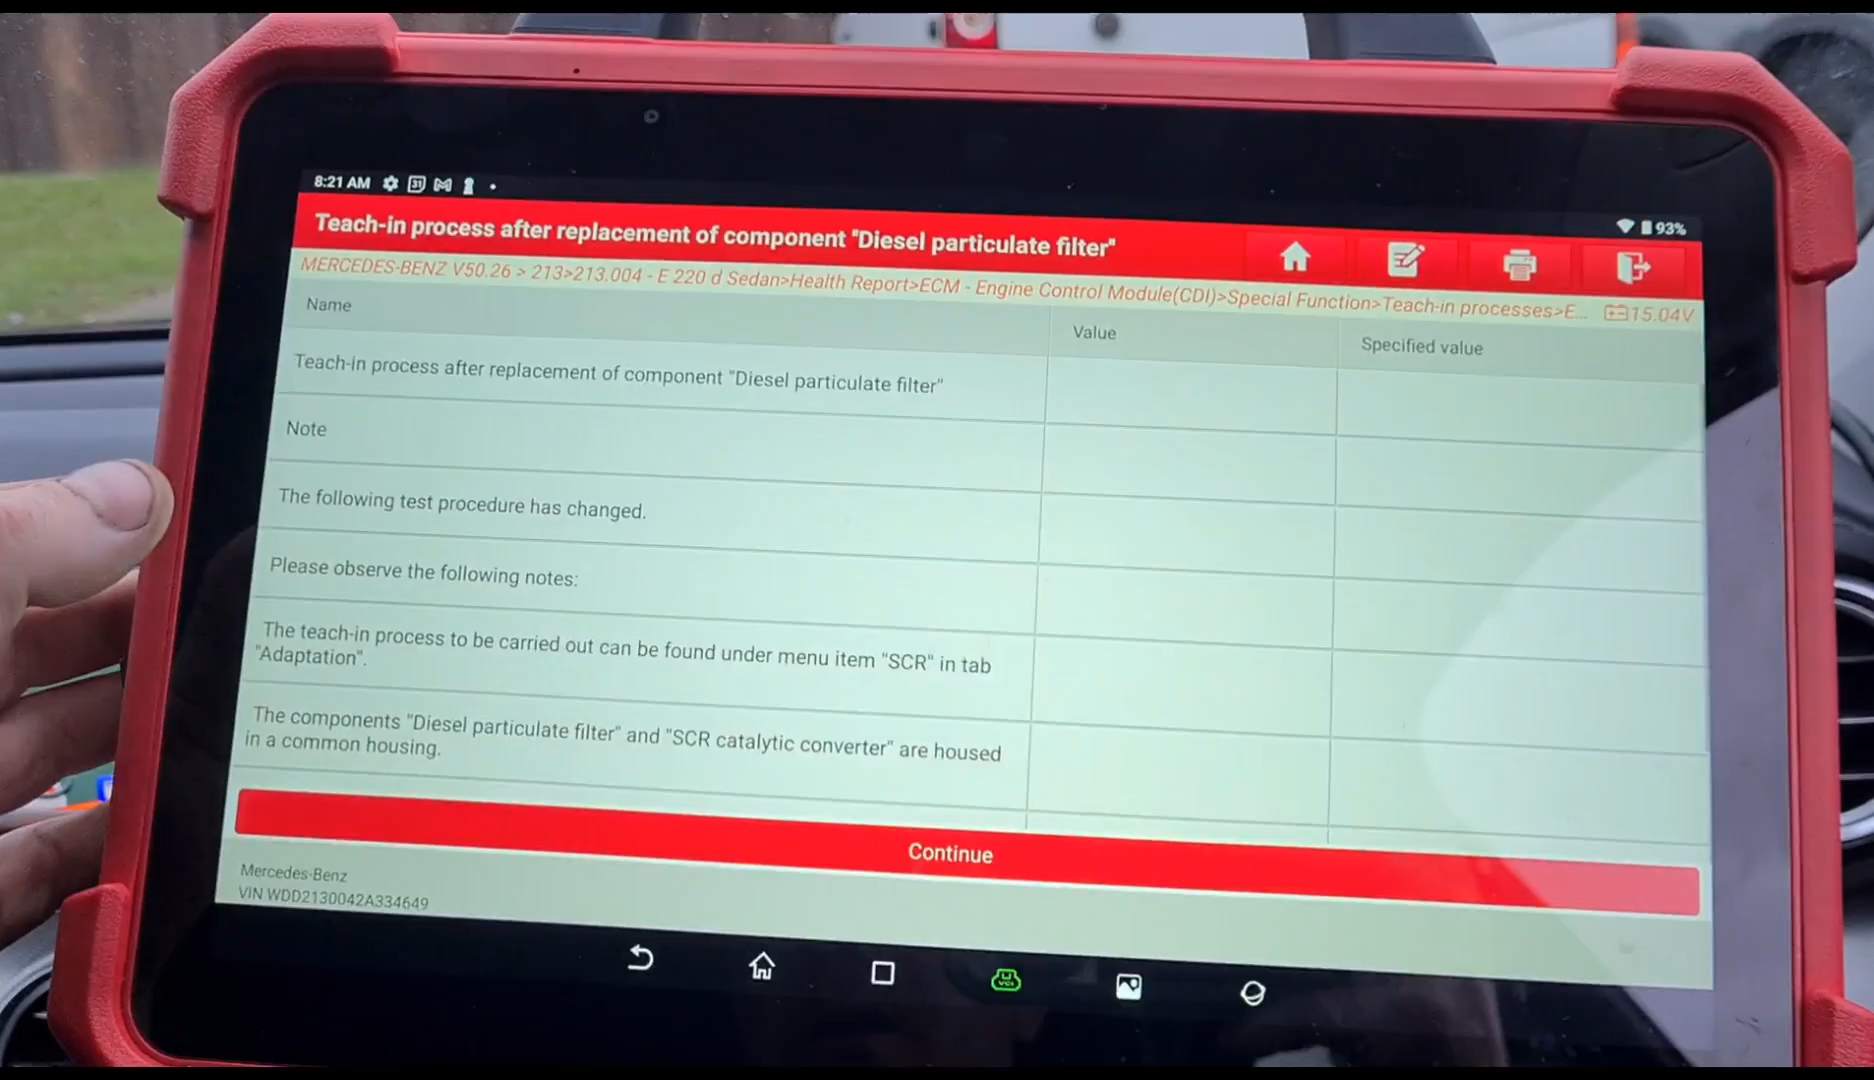 8:21 AM
31
93%
Teach-in process after replacement of component "Diesel particulate filter"
MERCEDES-BENZ V50.26 > 213>213.004 - E 220 d Sedan>Health Report>ECM - Engine Control Module(CDI)>Special Function>Teach-in processes>E...
15.04V
Name
Value
Specified value
Teach-in process after replacement of component "Diesel particulate filter"
Note
The following test procedure has changed.
Please observe the following notes:
The teach-in process to be carried out can be found under menu item "SCR" in tab
"Adaptation".
The components "Diesel particulate filter" and "SCR catalytic converter" are housed
in a common housing.
Continue
Mercedes-Benz
VIN WDD2130042A334649
VCI